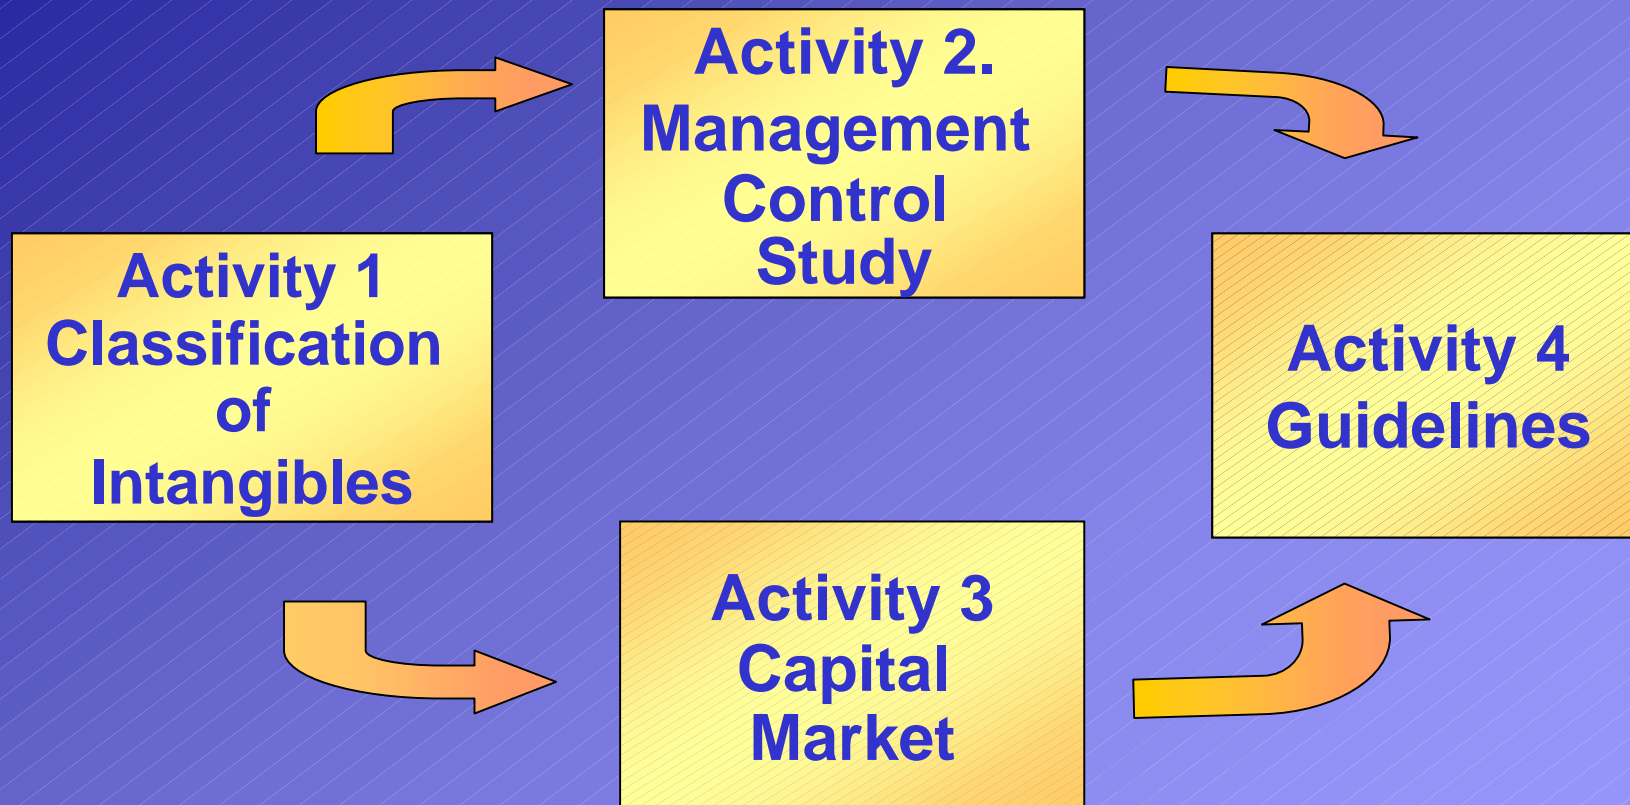 Activity 1
Classification
of
Intangibles
Activity 2.
Management
Control
Study
Activity 3
Capital
Market
Activity 4
Guidelines